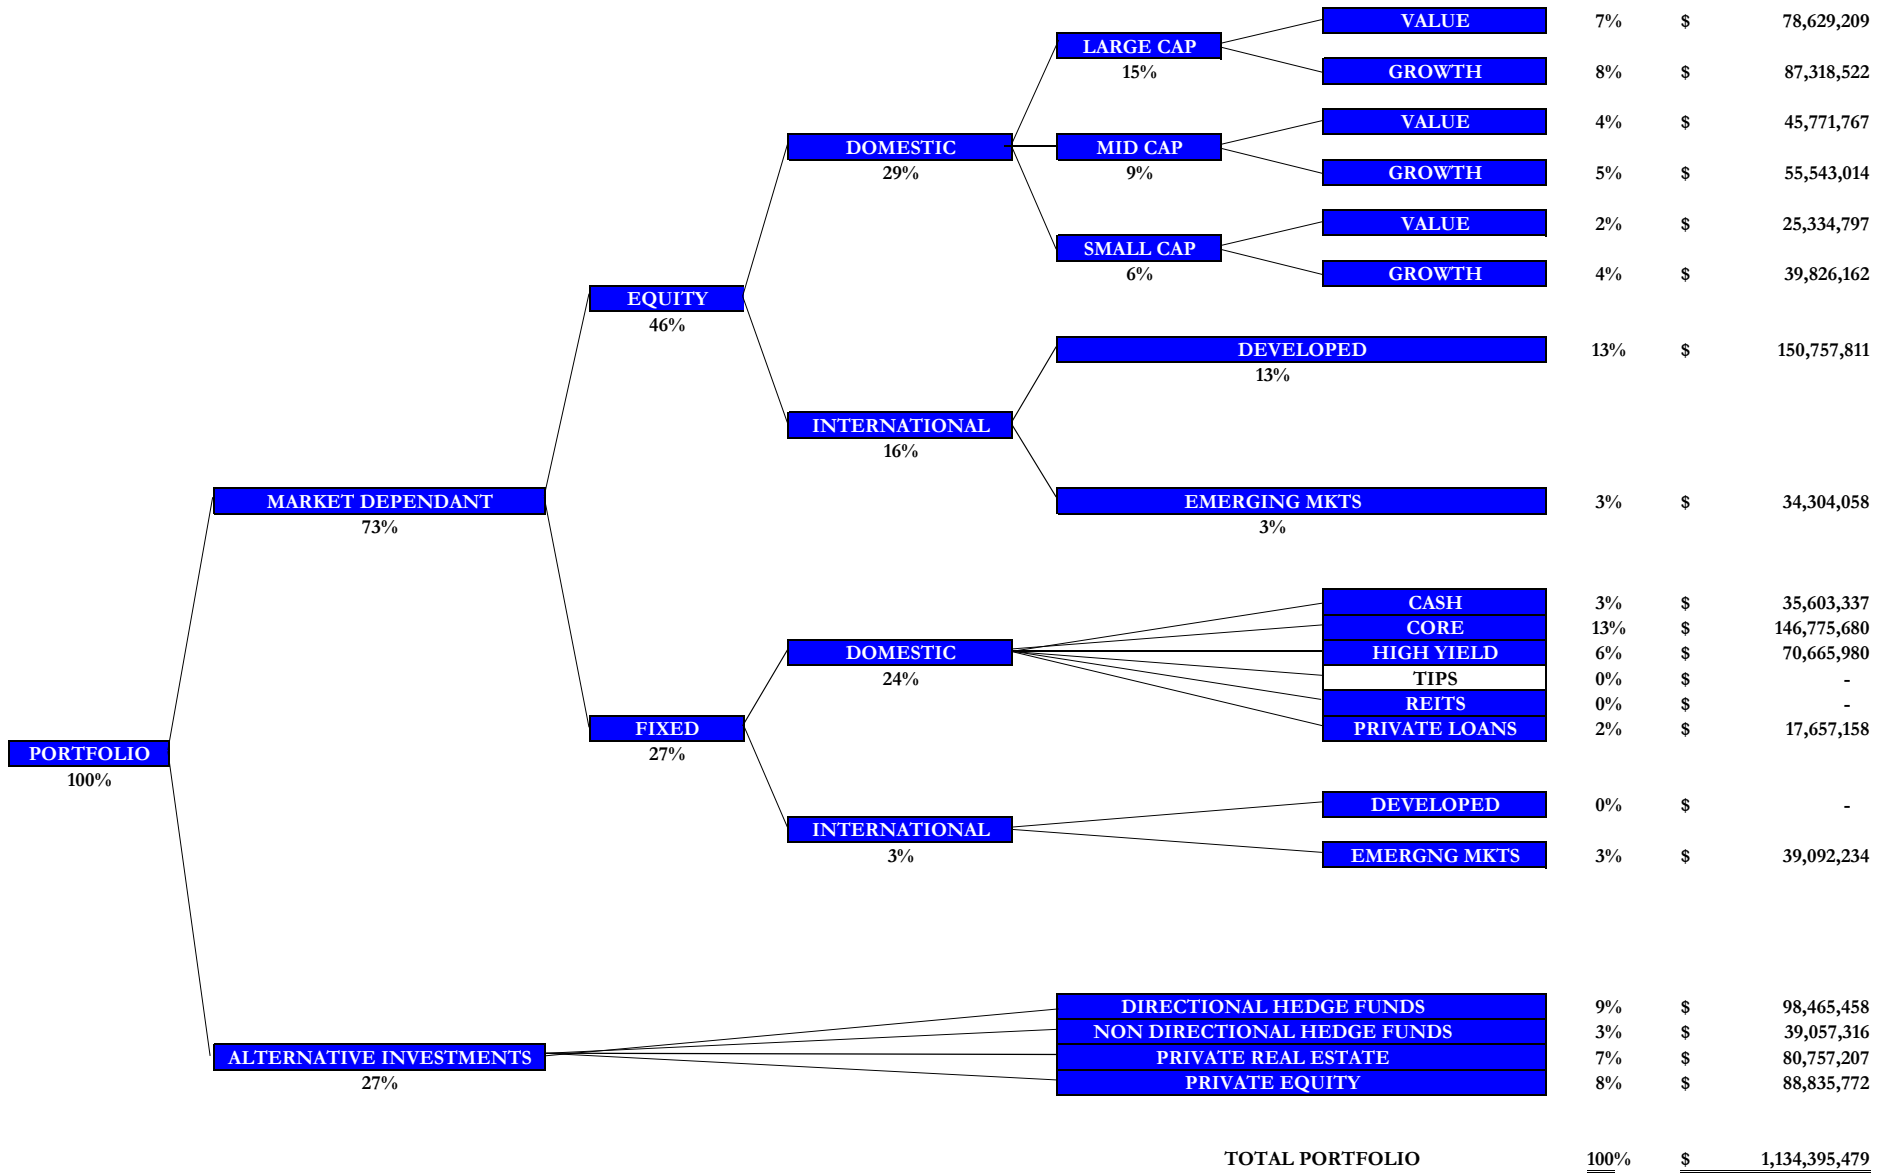 VALUE 7% $ 78,629,209
LARGE CAP
15%
GROWTH 8% $ 87,318,522
VALUE 4% $ 45,771,767
DOMESTIC MID CAP
29% 9%
GROWTH 5% $ 55,543,014
VALUE 2% $ 25,334,797
SMALL CAP
6%
GROWTH 4% $ 39,826,162
EQUITY
46%
DEVELOPED 13% $ 150,757,811
13%
INTERNATIONAL
16%
MARKET DEPENDANT EMERGING MKTS 3% $ 34,304,058
73% 3%
CASH 3% $ 35,603,337
CORE 13% $ 146,775,680
DOMESTIC HIGH YIELD 6% $ 70,665,980
24% TIPS 0% $ -
REITS 0% $ -
FIXED PRIVATE LOANS 2% $ 17,657,158
27%
PORTFOLIO
100%
DEVELOPED 0% $ -
INTERNATIONAL
3%
EMERGNG MKTS 3% $ 39,092,234
DIRECTIONAL HEDGE FUNDS 9% $ 98,465,458
NON DIRECTIONAL HEDGE FUNDS 3% $ 39,057,316
ALTERNATIVE INVESTMENTS PRIVATE REAL ESTATE 7% $ 80,757,207
27% PRIVATE EQUITY 8% $ 88,835,772
TOTAL PORTFOLIO 100% $ 1,134,395,479